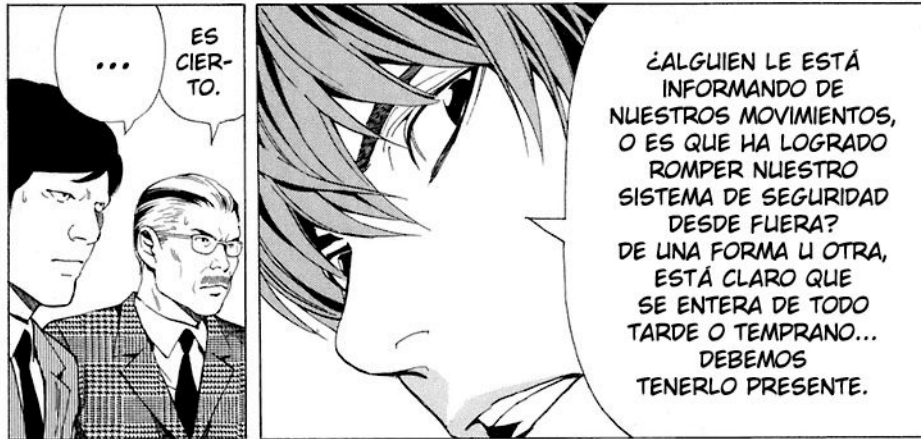 ¿ALGUIEN LE ESTÁ
INFORMANDO DE
NUESTROS MOVIMIENTOS,
O ES QUE HA LOGRADO
ROMPER NUESTRO
SISTEMA DE SEGURIDAD
DESDE FUERA?
DE UNA FORMA U OTRA,
ESTÁ CLARO QUE
SE ENTERA DE TODO
TARDE O TEMPRANO...
DEBEMOS
TENERLO PRESENTE.
ES
CIER-
TO.
...